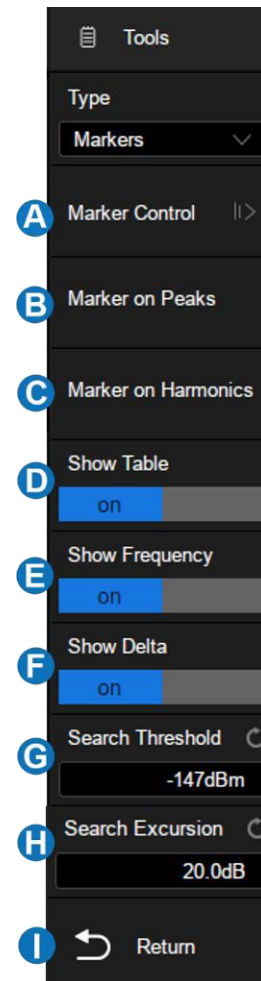 Tools
Type
Markers
A Marker Control
B Marker on Peaks
C Marker on Harmonics
Show Table
D
on
Show Frequency
E
on
Show Delta
F
on
Search Threshold
G
-147dBm
Search Excursion
H
20.0dB
I Return